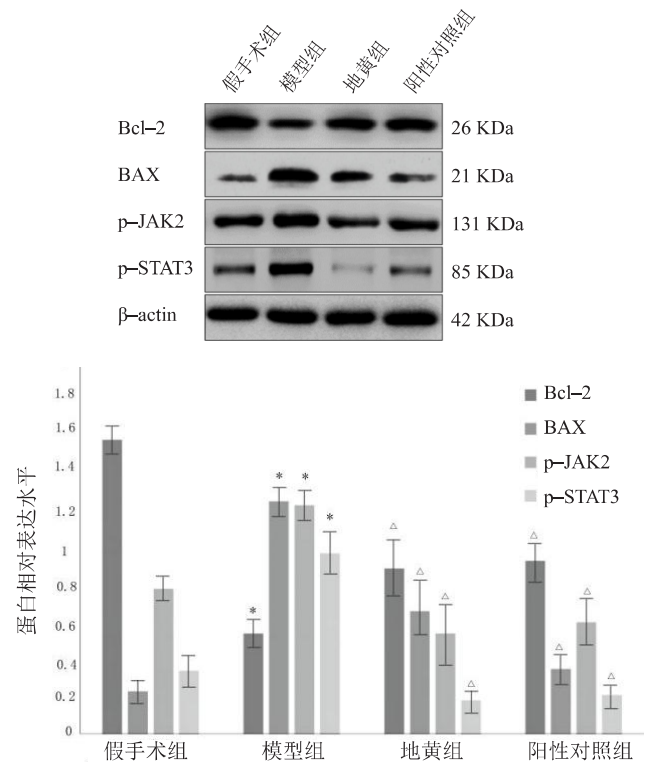 假手术组 模型组 地黄组 阳性对照组
Bcl-2 26 KDa
BAX 21 KDa
p-JAK2 131 KDa
p-STAT3 85 KDa
β-actin 42 KDa
蛋白相对表达水平
1.8
1.6
1.4
1.2
1
0.8
0.6
0.4
0.2
0
Bcl-2
BAX
p-JAK2
p-STAT3
* * * *
△ △ △ △
△ △ △ △
假手术组 模型组 地黄组 阳性对照组